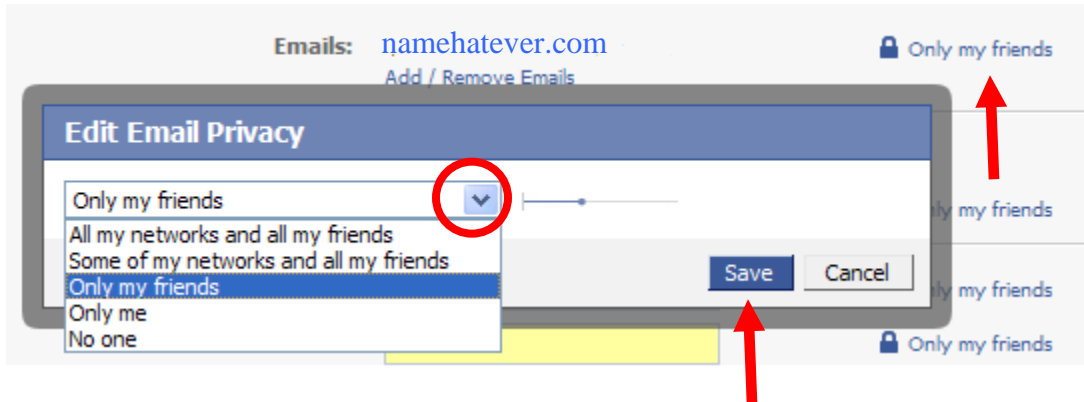 Emails: namehatever.com Only my friends
Add / Remove Emails
Edit Email Privacy
Only my friends
All my networks and all my friends
Some of my networks and all my friends
Only my friends
Only me
No one
Save Cancel
my friends
my friends
Only my friends